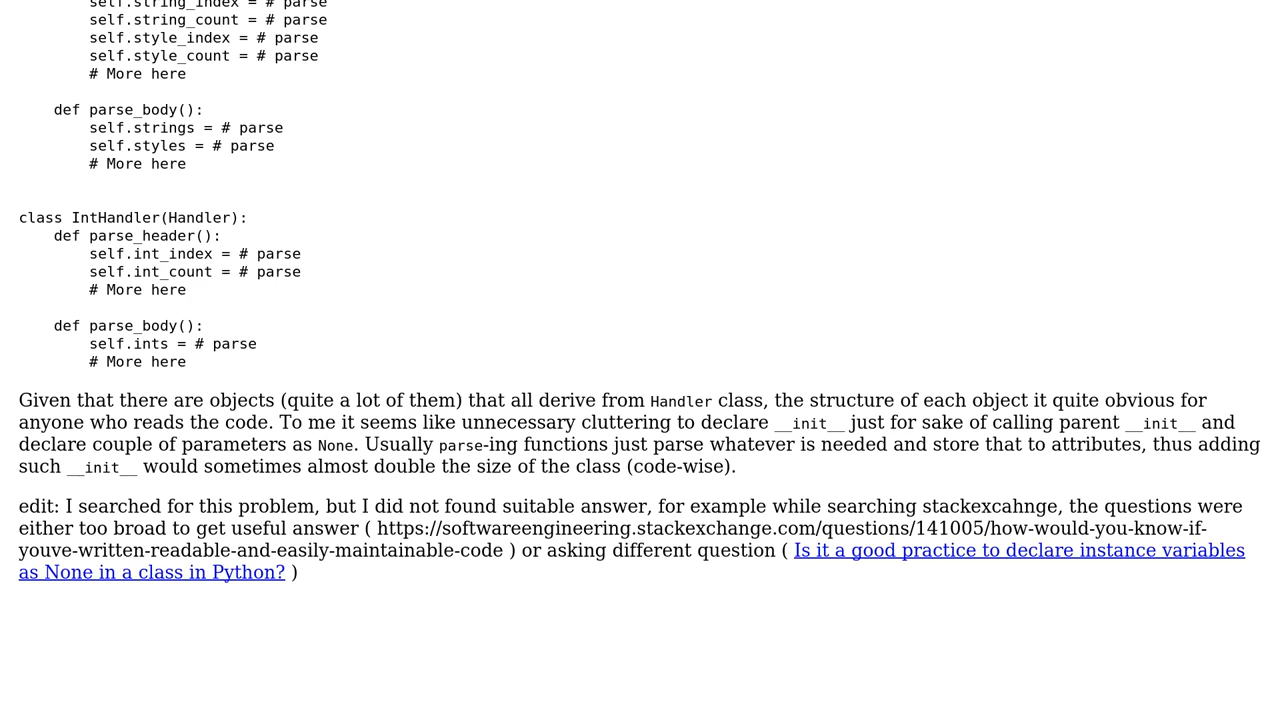 self.string_index = # parse
self.string_count = # parse
self.style_index = # parse
self.style_count = # parse
# More here
def parse_body():
self.strings = # parse
self.styles = # parse
# More here
class IntHandler(Handler):
def parse_header():
self.int_index = # parse
self.int_count = # parse
# More here
def parse_body():
self.ints = # parse
# More here
Given that there are objects (quite a lot of them) that all derive from Handler class, the structure of each object it quite obvious for
anyone who reads the code. To me it seems like unnecessary cluttering to declare __init__ just for sake of calling parent __init__ and
declare couple of parameters as None. Usually parse-ing functions just parse whatever is needed and store that to attributes, thus adding
such __init__ would sometimes almost double the size of the class (code-wise).
edit: I searched for this problem, but I did not found suitable answer, for example while searching stackexcahnge, the questions were
either too broad to get useful answer ( https://softwareengineering.stackexchange.com/questions/141005/how-would-you-know-if-
youve-written-readable-and-easily-maintainable-code ) or asking different question ( Is it a good practice to declare instance variables
as None in a class in Python? )